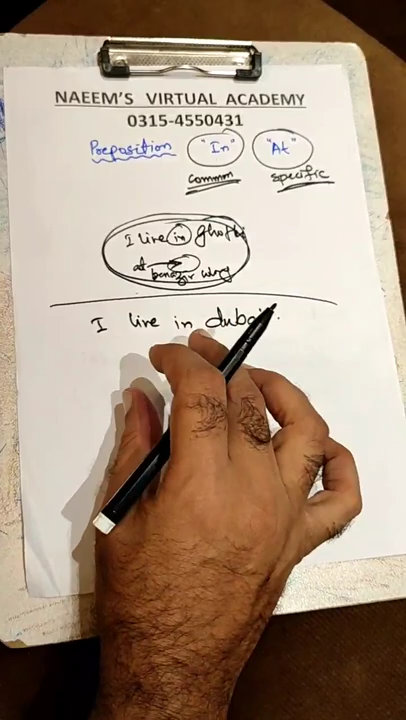 NAEEM'S VIRTUAL ACADEMY
0315-4550431
Preposition "In" "At"
common specific
I live in Ghotki
at
I live in dubai.